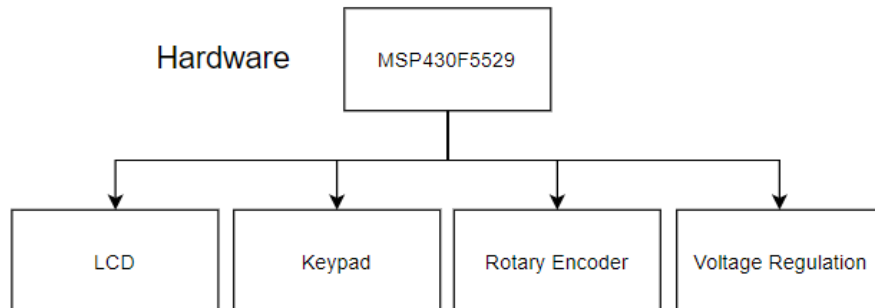 Hardware
MSP430F5529
LCD
Keypad
Rotary Encoder
Voltage Regulation